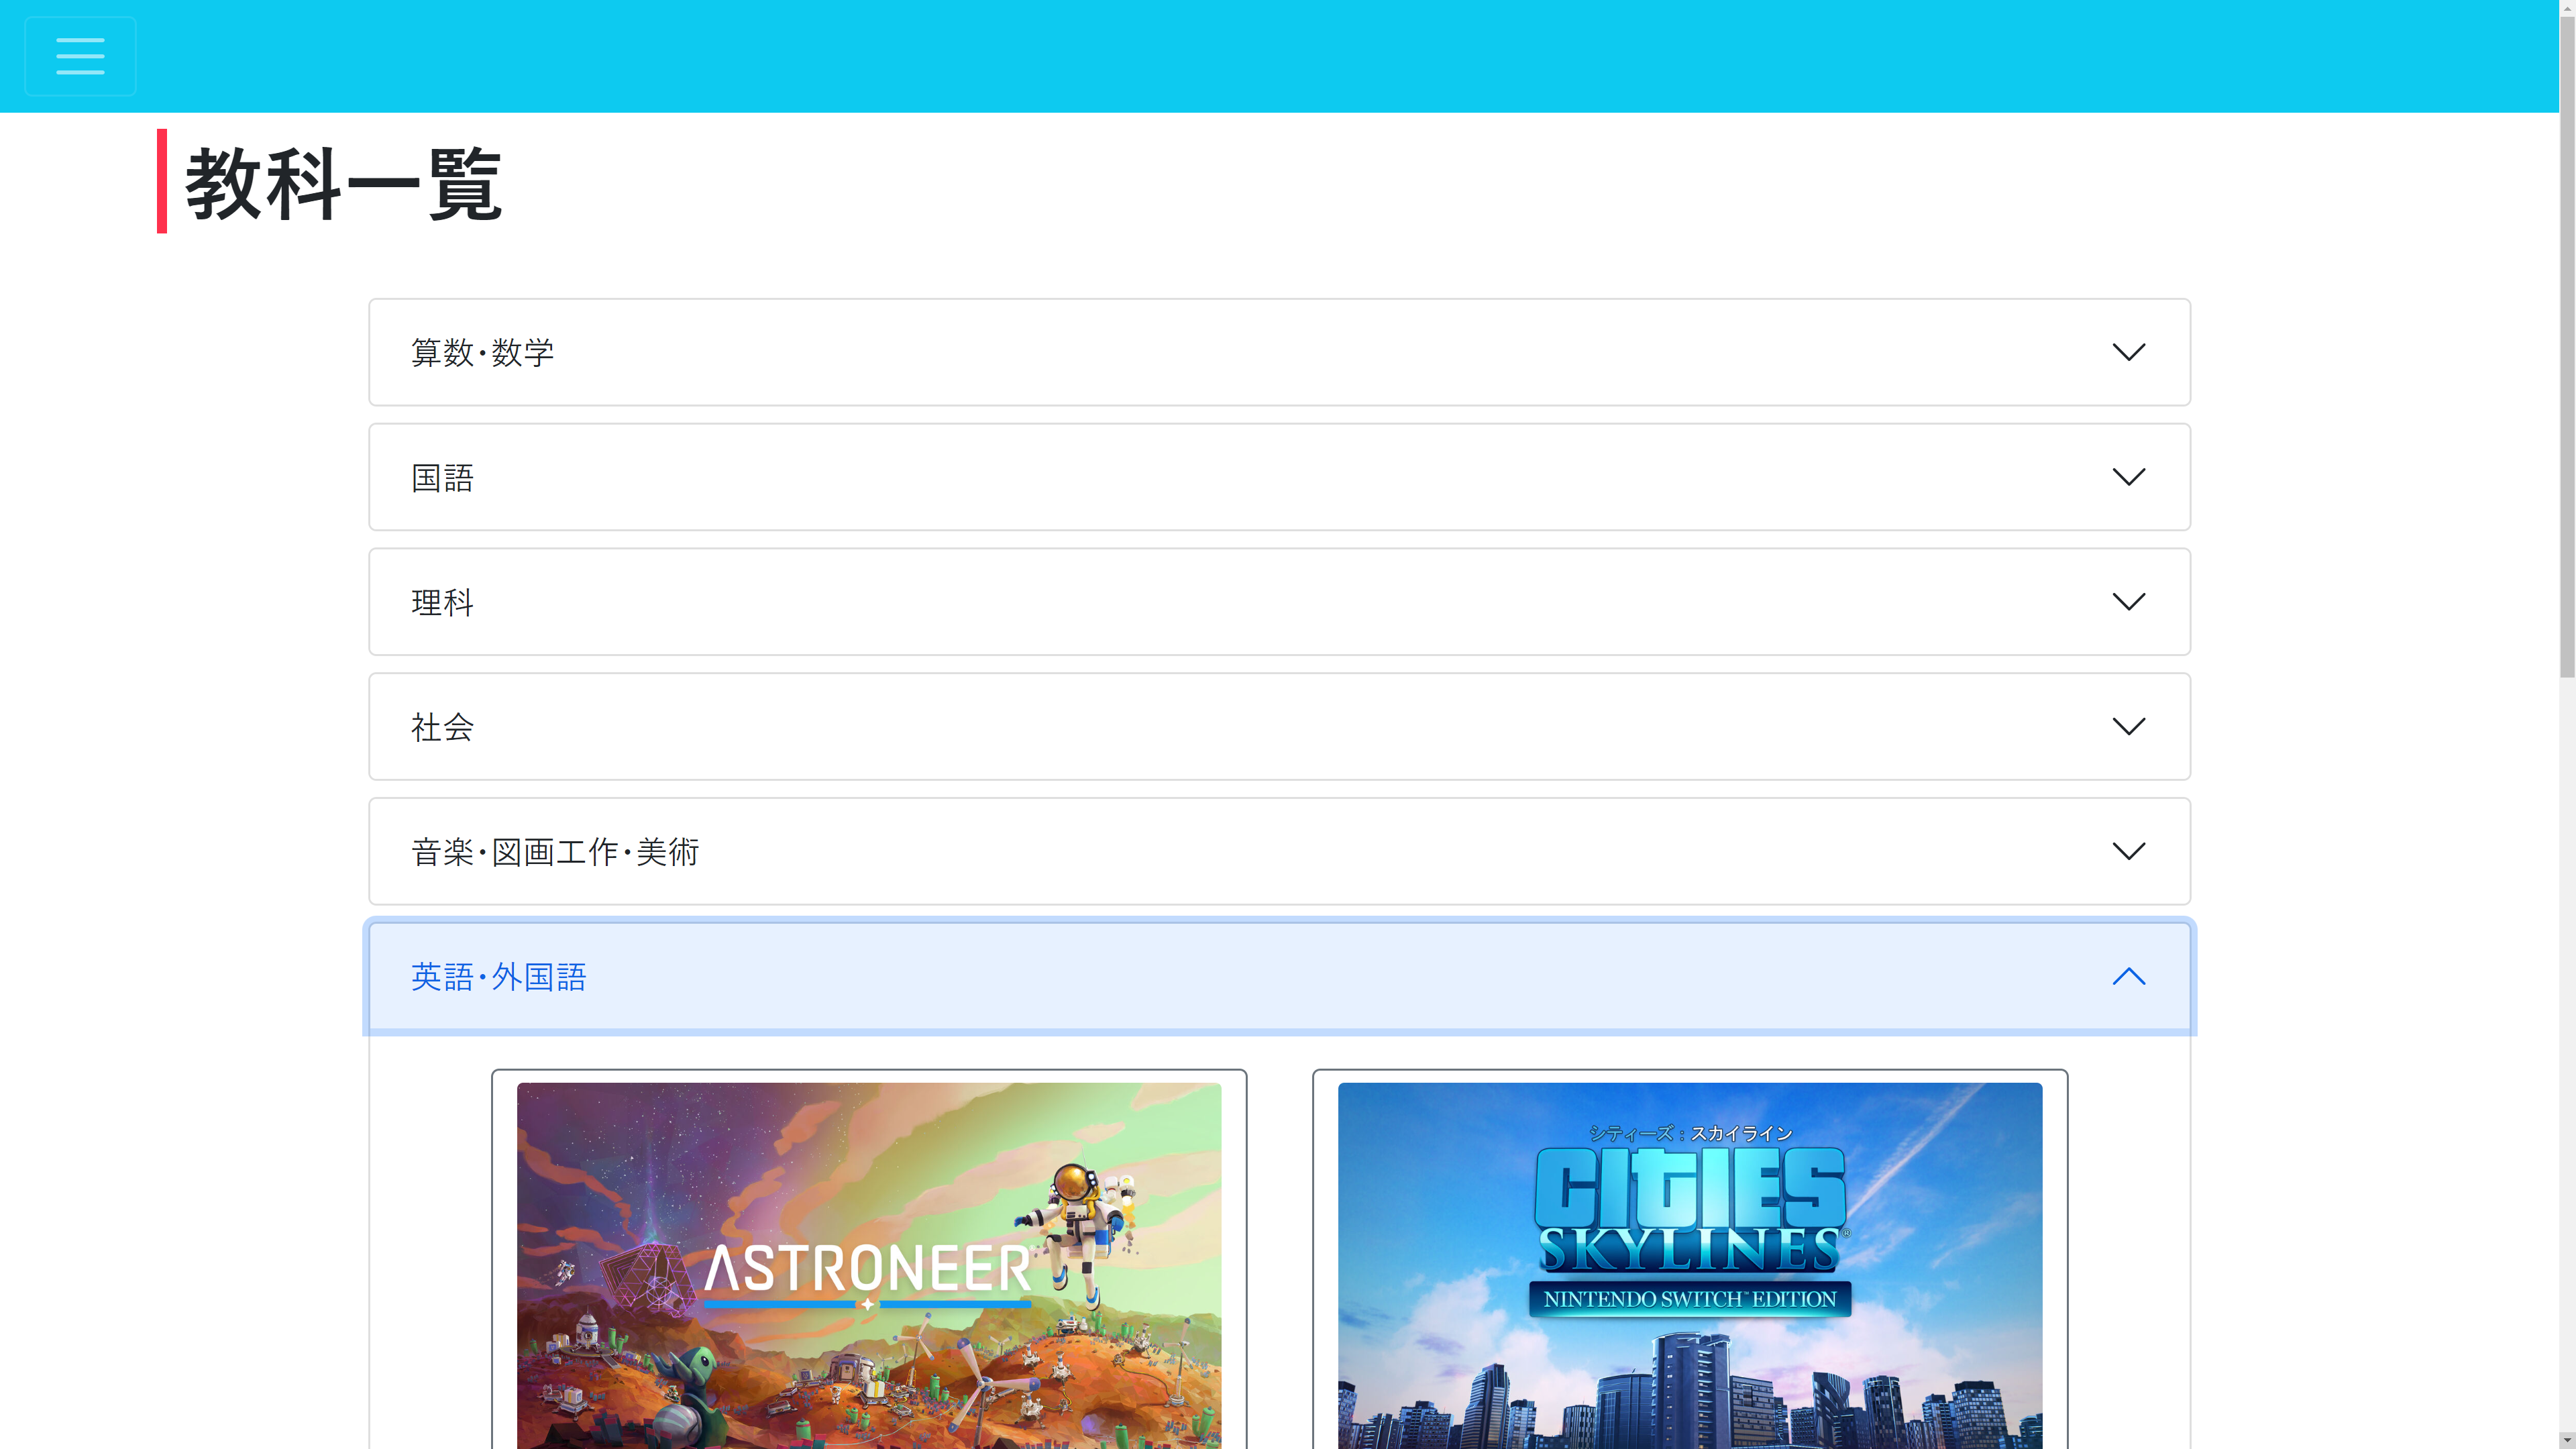 教科一覧
算数・数学
国語
理科
社会
音楽・図画工作・美術
英語・外国語
ASTRONEER
シティーズ：スカイライン
CITIES
SKYLINES®
NINTENDO SWITCH™ EDITION